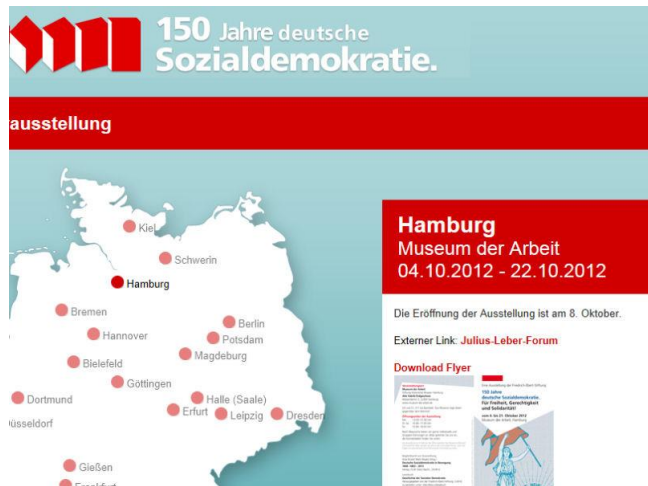 150 Jahre deutsche
Sozialdemokratie.
ausstellung
Kiel
Schwerin
Hamburg
Bremen
Hannover
Berlin
Potsdam
Magdeburg
Bielefeld
Göttingen
Dortmund
Halle (Saale)
Erfurt
Leipzig
Dresden
üsseldorf
Gießen
Frankfurt
Hamburg
Museum der Arbeit
04.10.2012 - 22.10.2012
Die Eröffnung der Ausstellung ist am 8. Oktober.
Externer Link: Julius-Leber-Forum
Download Flyer
150 Jahre
deutsche Sozialdemokratie.
Für Freiheit, Gerechtigkeit
und Solidarität!